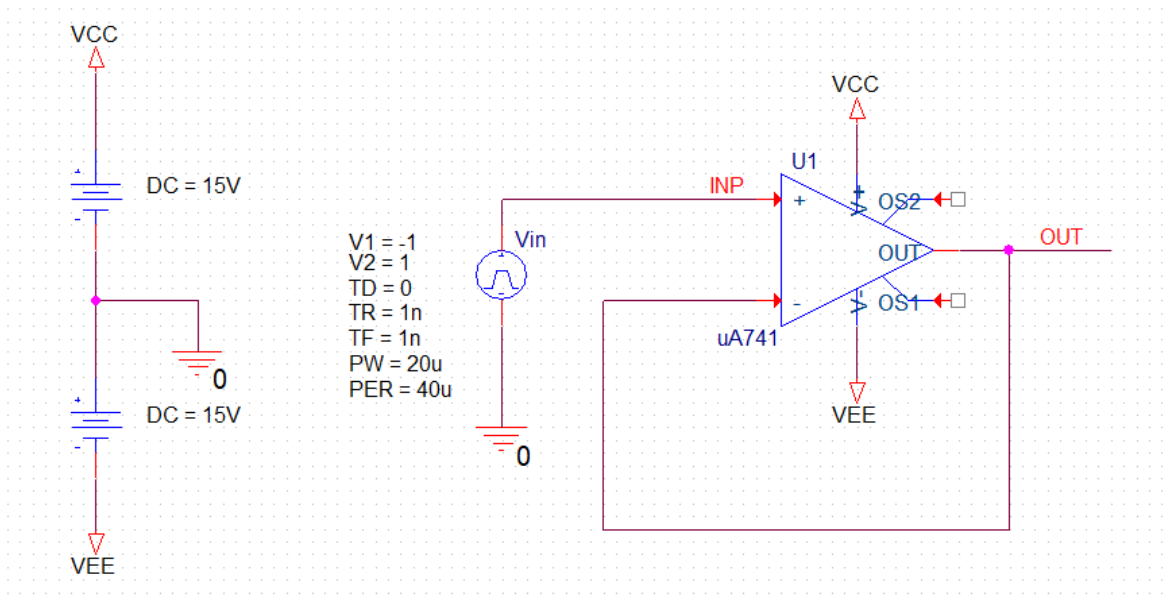 VCC
+
DC = 15V
-
0
+
DC = 15V
-
VEE
V1 = -1
V2 = 1
TD = 0
TR = 1n
TF = 1n
PW = 20u
PER = 40u
INP
Vin
+
-
0
VCC
U1
+
V+
OS2
OUT
-
V-
OS1
uA741
VEE
OUT